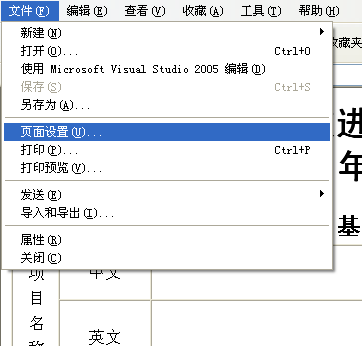 文件(F) 编辑(E) 查看(V) 收藏(A) 工具(T) 帮助(H)
新建(N)
打开(O)... Ctrl+O
使用 Microsoft Visual Studio 2005 编辑(D)
保存(S) Ctrl+S
另存为(A)...
页面设置(U)...
打印(P)... Ctrl+P
打印预览(V)...
发送(E)
导入和导出(I)...
属性(R)
关闭(C)
收藏夹
进
年
基
项 中文
目
名
称 英文